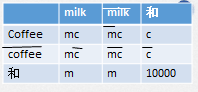 milk milk 和
Coffee mc mc c
coffee mc mc c
和 m m 10000